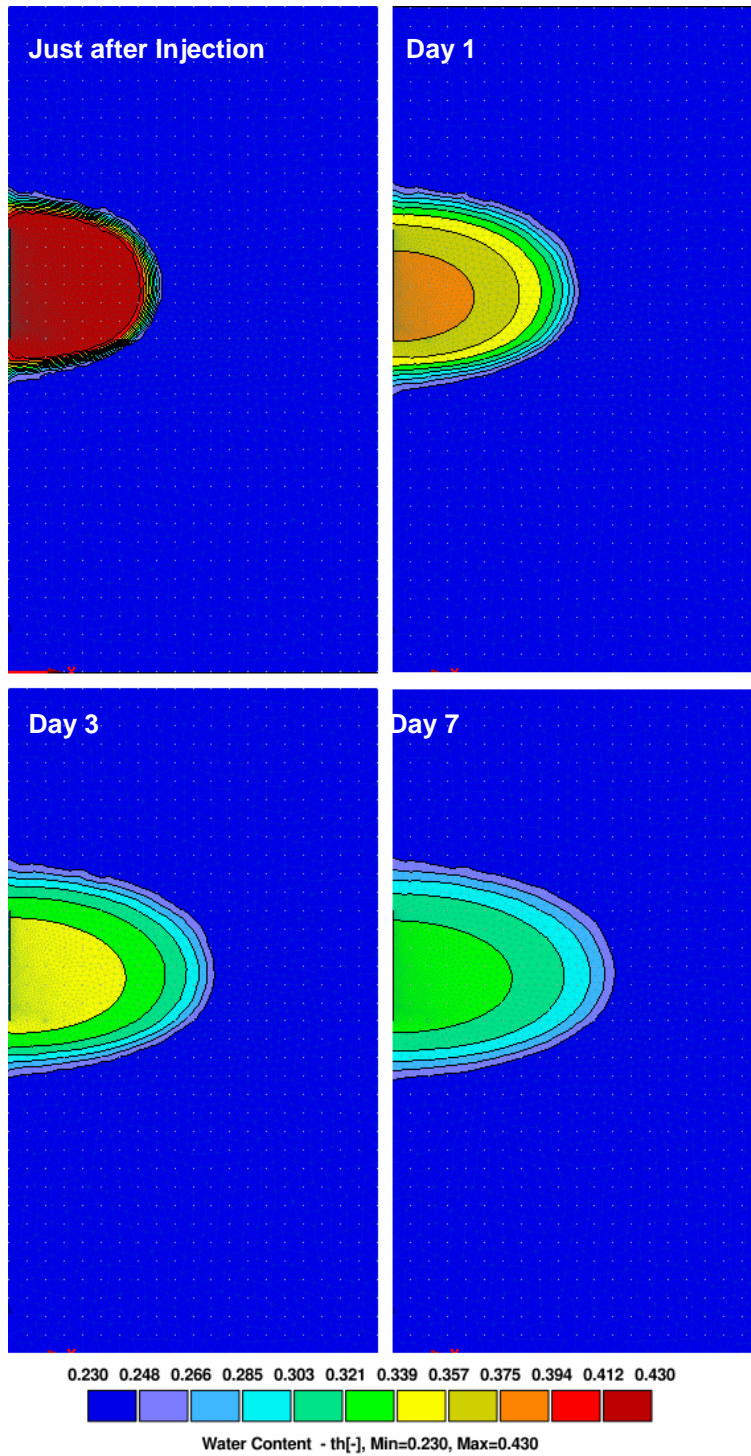 Just after Injection
Day 1
X
X
Day 3
Day 7
X
X
0.230 0.248 0.266 0.285 0.303 0.321 0.339 0.357 0.375 0.394 0.412 0.430
Water Content - th[-], Min=0.230, Max=0.430